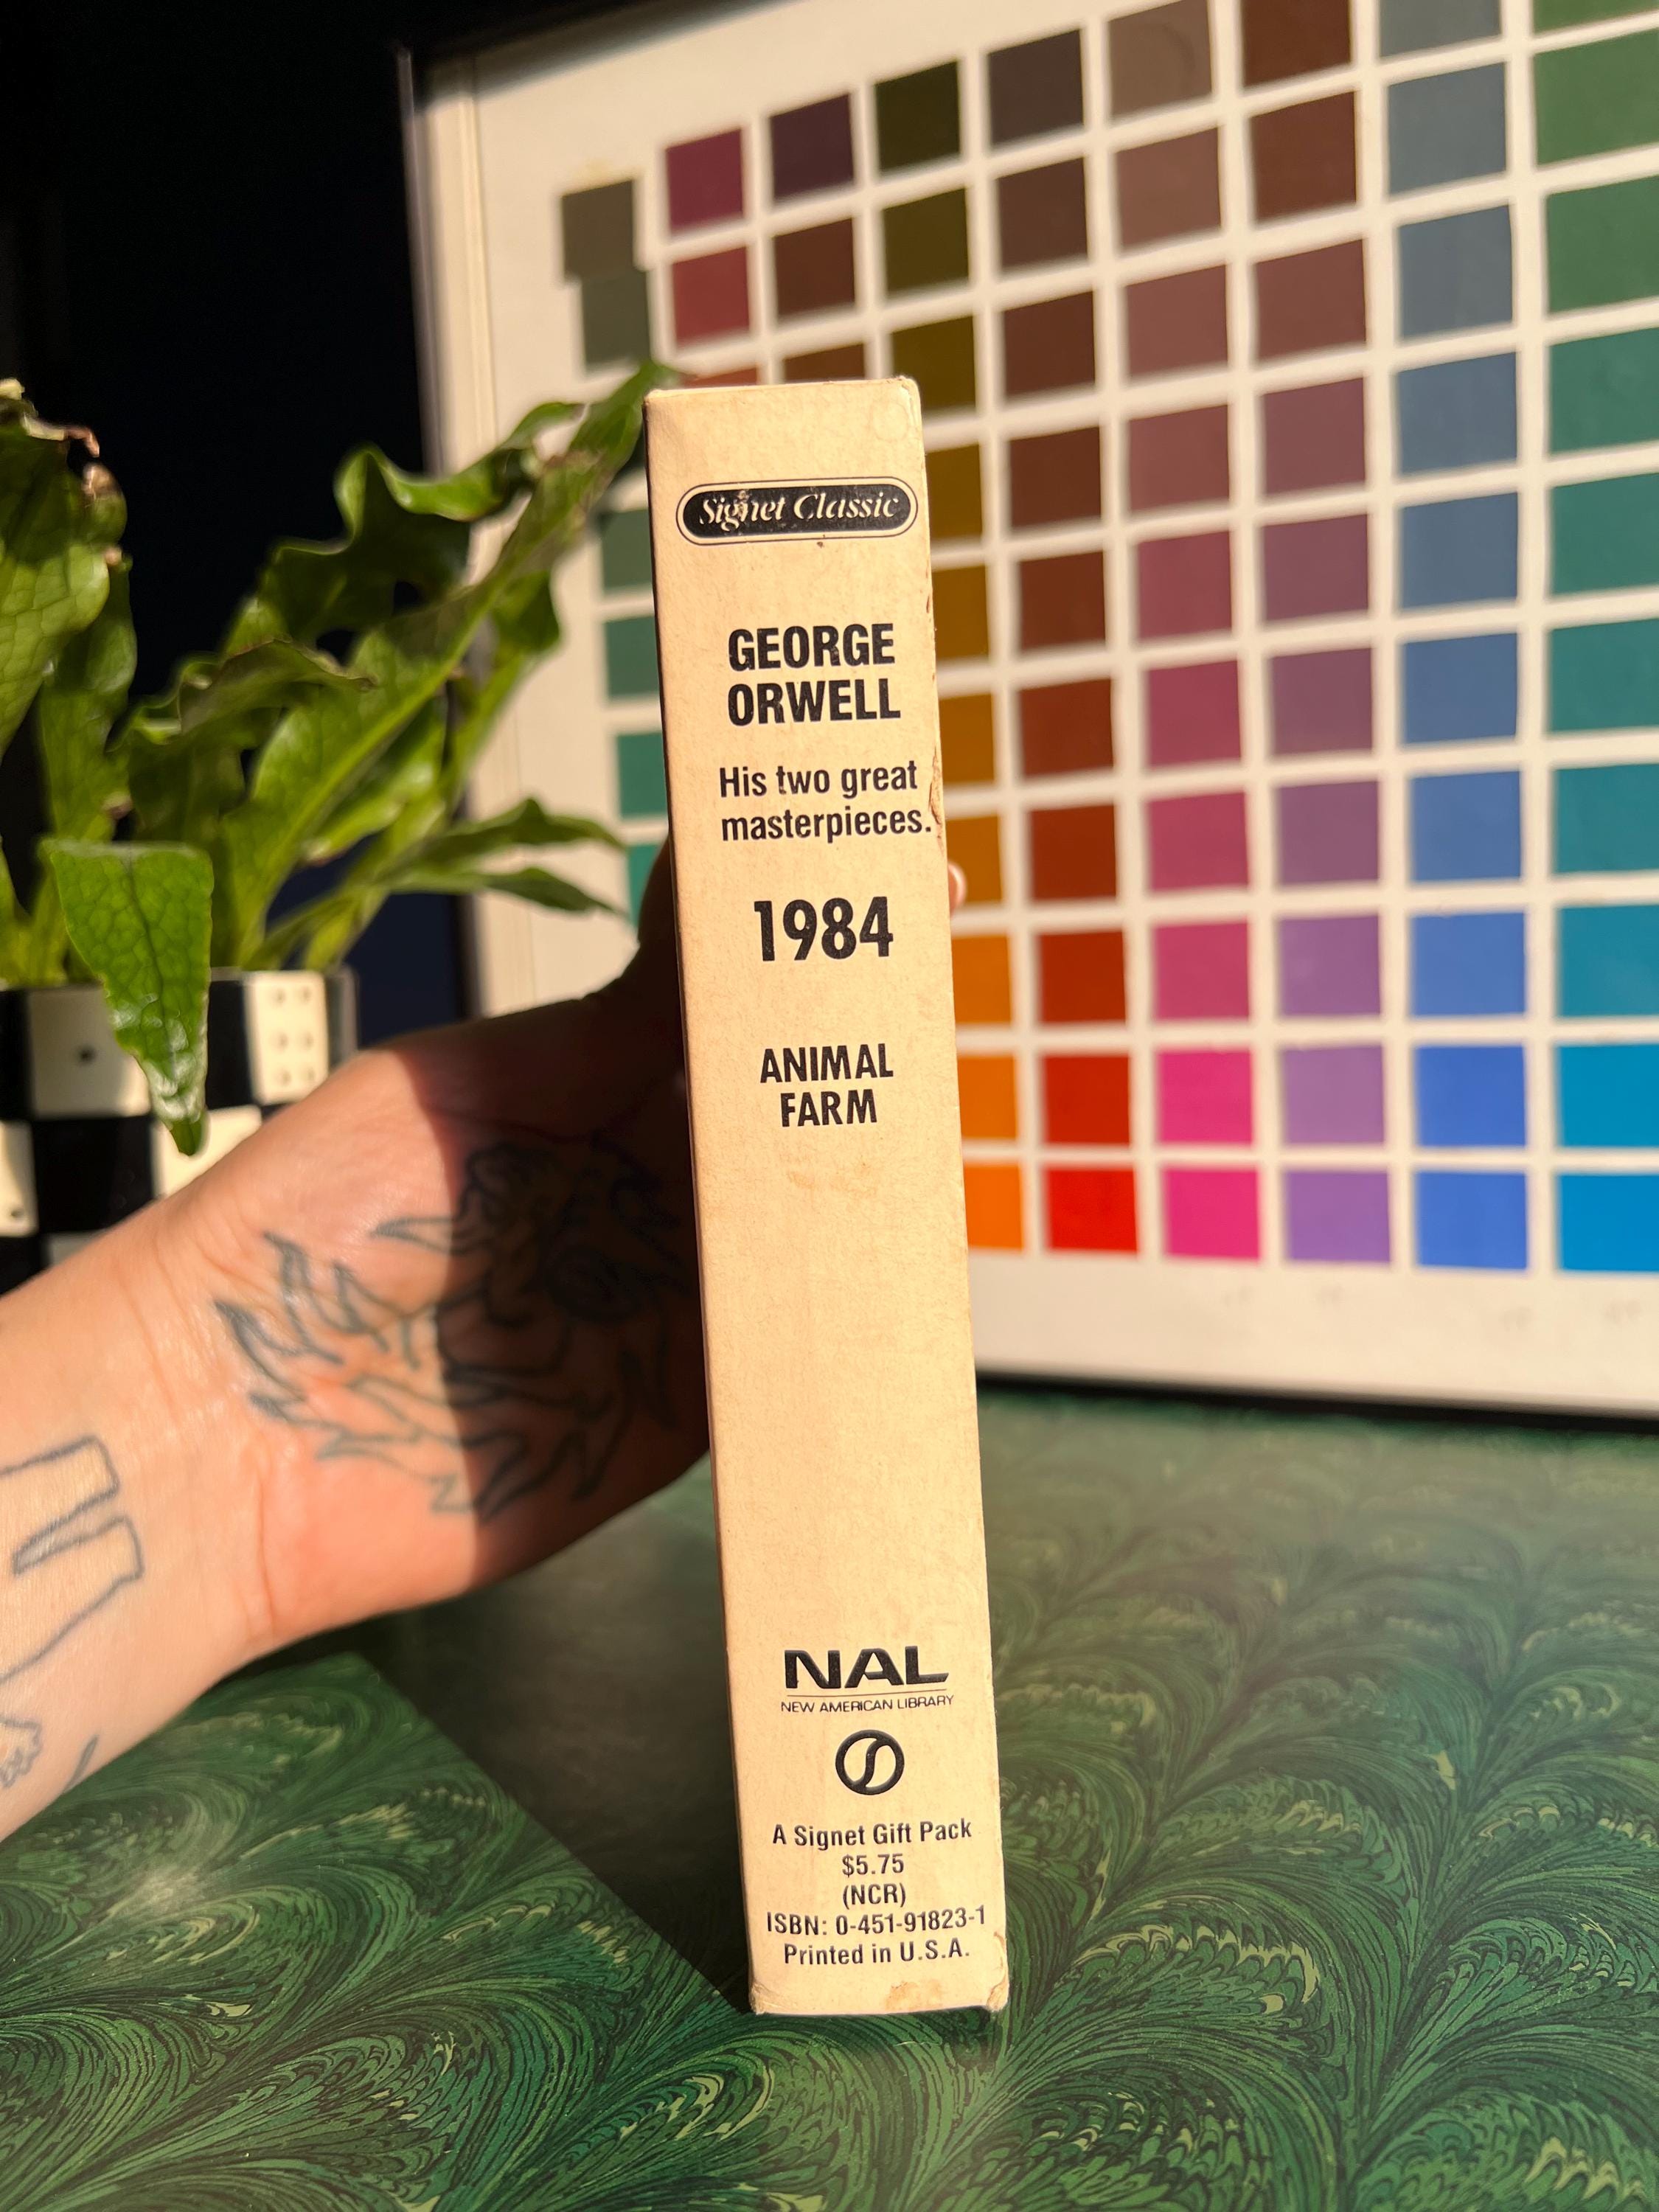 Signet Classic
GEORGE
ORWELL
His two great
masterpieces.
1984
ANIMAL
FARM
NAL
NEW AMERICAN LIBRARY
A Signet Gift Pack
$5.75
(NCR)
ISBN: 0-451-91823-1
Printed in U.S.A.